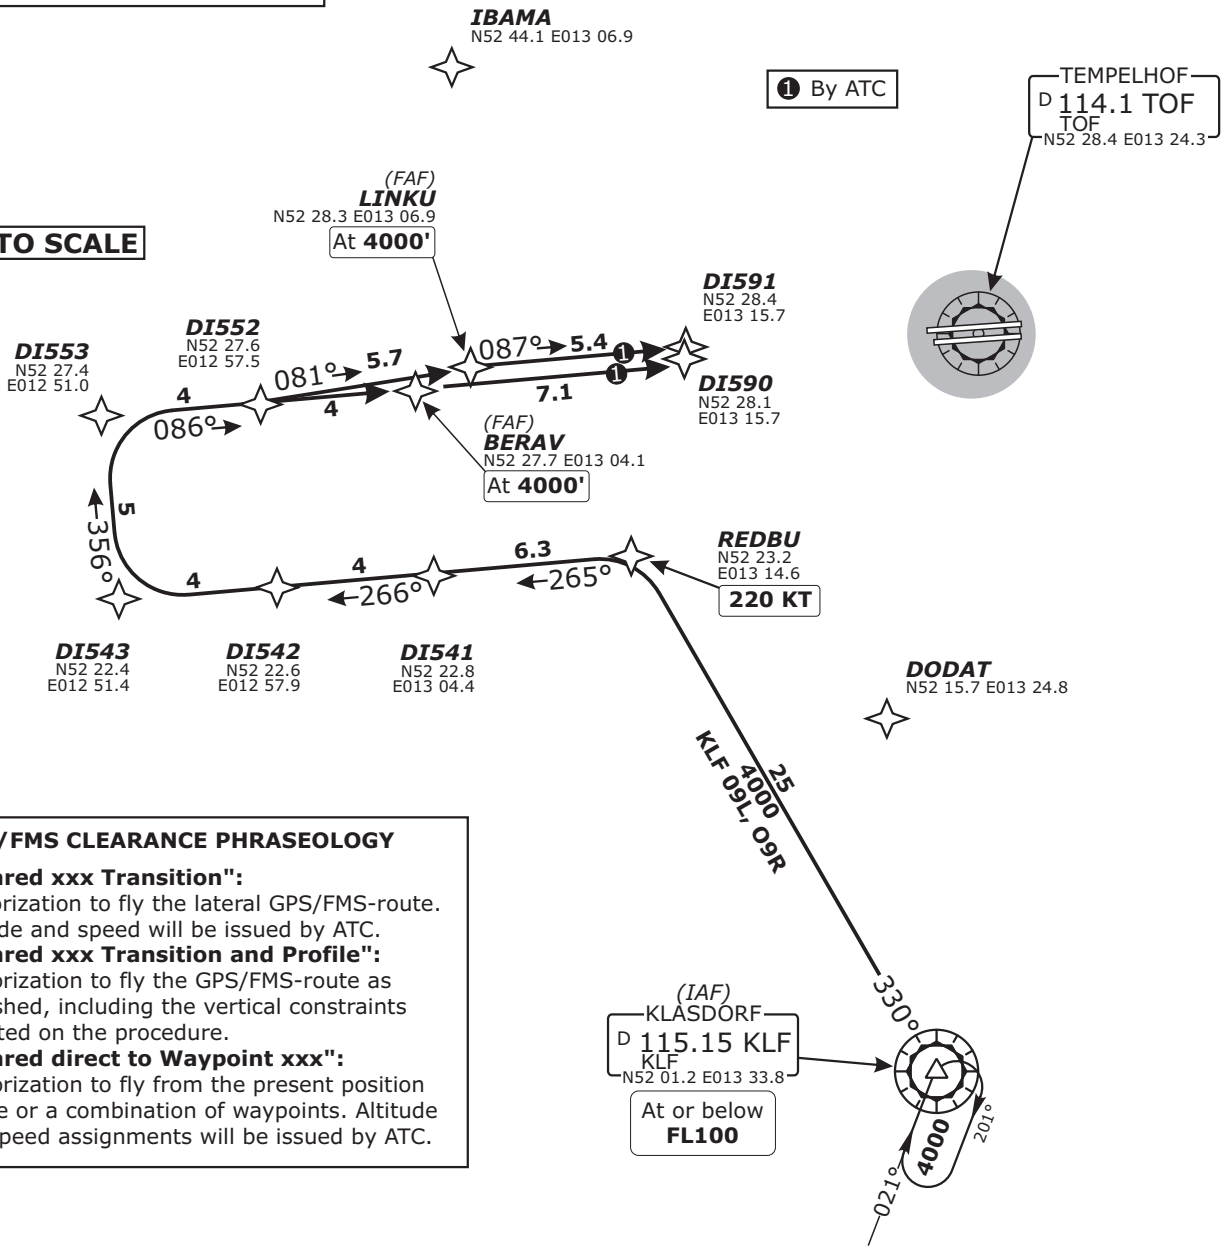 IBAMA
N52 44.1 E013 06.9
❶ By ATC
TEMPELHOF
D 114.1 TOF
TOF
N52 28.4 E013 24.3
(FAF)
LINKU
N52 28.3 E013 06.9
At 4000'
TO SCALE
DI591
N52 28.4
E013 15.7
DI552
N52 27.6
E012 57.5
DI553
N52 27.4
E012 51.0
081°
5.7
087°
5.4
❶
❶
4
086°
4
7.1
DI590
N52 28.1
E013 15.7
(FAF)
BERAV
N52 27.7 E013 04.1
At 4000'
5
356°
4
4
266°
6.3
265°
REDBU
N52 23.2
E013 14.6
220 KT
DI543
N52 22.4
E012 51.4
DI542
N52 22.6
E012 57.9
DI541
N52 22.8
E013 04.4
DODAT
N52 15.7 E013 24.8
25
4000
KLF 09L, O9R
/FMS CLEARANCE PHRASEOLOGY
ared xxx Transition":
orization to fly the lateral GPS/FMS-route.
de and speed will be issued by ATC.
ared xxx Transition and Profile":
orization to fly the GPS/FMS-route as
shed, including the vertical constraints
ted on the procedure.
ared direct to Waypoint xxx":
orization to fly from the present position
e or a combination of waypoints. Altitude
speed assignments will be issued by ATC.
330°
(IAF)
KLASDORF
D 115.15 KLF
KLF
N52 01.2 E013 33.8
At or below
FL100
4000
201°
021°